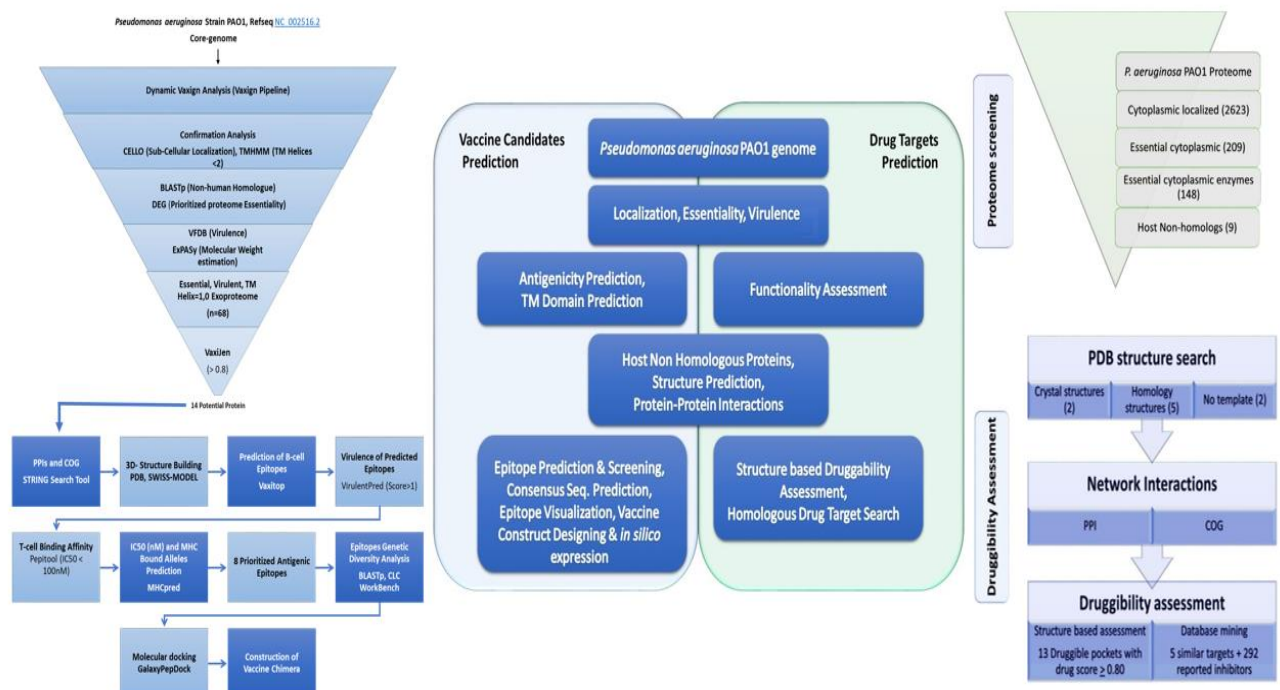 Pseudomonas aeruginosa Strain PAO1, Refseq NC_002516.2
Core-genome
Dynamic Vaxign Analysis (Vaxign Pipeline)
Confirmation Analysis
CELLO (Sub-Cellular Localization), TMHMM (TM Helices
<2)
BLASTp (Non-human Homologue)
DEG (Prioritized proteome Essentiality)
VFDB (Virulence)
ExPASy (Molecular Weight
estimation)
Essential, Virulent, TM
Helix=1,0 Exoproteome
(n=68)
VaxiJen
(> 0.8)
14 Potential Protein
PPIs and COG
STRING Search Tool
3D- Structure Building
PDB, SWISS-MODEL
Prediction of B-cell
Epitopes
Vaxitop
Virulence of Predicted
Epitopes
VirulentPred (Score>1)
T-cell Binding Affinity
Pepitool (IC50 <
100nM)
IC50 (nM) and MHC
Bound Alleles
Prediction
MHCpred
8 Prioritized Antigenic
Epitopes
Epitopes Genetic
Diversity Analysis
BLASTp, CLC
WorkBench
Molecular docking
GalaxyPepDock
Construction of
Vaccine Chimera
Vaccine Candidates
Prediction
Drug Targets
Prediction
Pseudomonas aeruginosa PAO1 genome
Localization, Essentiality, Virulence
Antigenicity Prediction,
TM Domain Prediction
Functionality Assessment
Host Non Homologous Proteins,
Structure Prediction,
Protein-Protein Interactions
Epitope Prediction & Screening,
Consensus Seq. Prediction,
Epitope Visualization, Vaccine
Construct Designing & in silico
expression)
Structure based Druggability
Assessment,
Homologous Drug Target Search
Proteome screening
P. aeruginosa PAO1 Proteome
Cytoplasmic localized (2623)
Essential cytoplasmic (209)
Essential cytoplasmic enzymes
(148)
Host Non-homologs (9)
Druggibility Assessment
PDB structure search
Crystal structures
(2)
Homology
structures (5)
No template (2)
Network Interactions
PPI
COG
Druggibility assessment
Structure based assessment
13 Druggible pockets with
drug score ≥ 0.80
Database mining
5 similar targets + 292
reported inhibitors